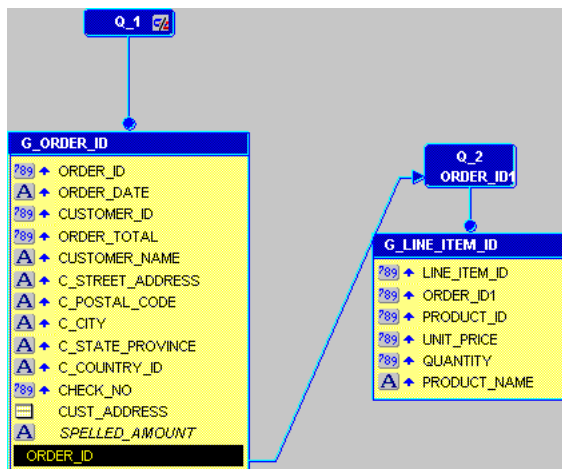 Q_1
G_ORDER_ID
789 ORDER_ID
A ORDER_DATE
789 CUSTOMER_ID
789 ORDER_TOTAL
A CUSTOMER_NAME
A C_STREET_ADDRESS
A C_POSTAL_CODE
A C_CITY
A C_STATE_PROVINCE
A C_COUNTRY_ID
789 CHECK_NO
CUST_ADDRESS
A SPELLED_AMOUNT
ORDER_ID
Q_2
ORDER_ID1
G_LINE_ITEM_ID
789 LINE_ITEM_ID
789 ORDER_ID1
789 PRODUCT_ID
789 UNIT_PRICE
789 QUANTITY
A PRODUCT_NAME